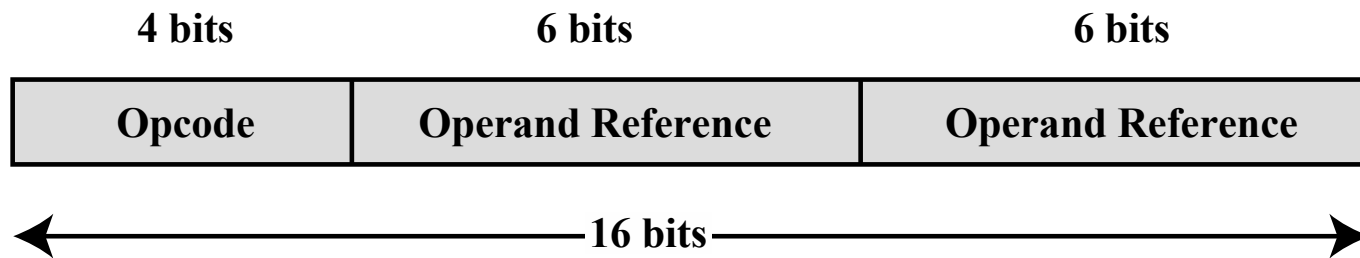 4 bits 6 bits 6 bits
Opcode Operand Reference Operand Reference
16 bits